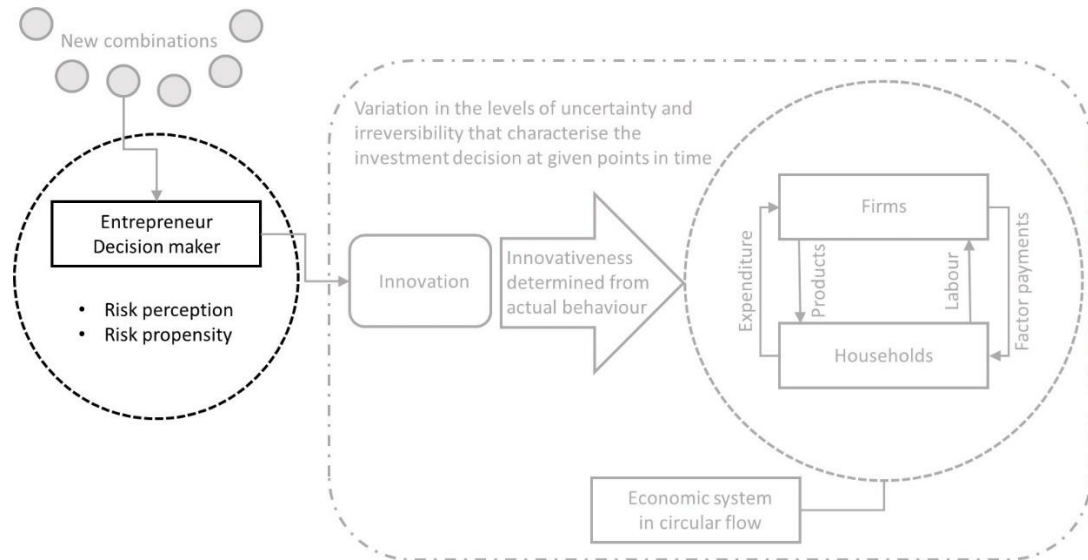 New combinations
Variation in the levels of uncertainty and
irreversibility that characterise the
investment decision at given points in time
Entrepreneur
Decision maker
• Risk perception
• Risk propensity
Innovation
Innovativeness
determined from
actual behaviour
Firms
Expenditure
Products
Labour
Factor payments
Households
Economic system
in circular flow